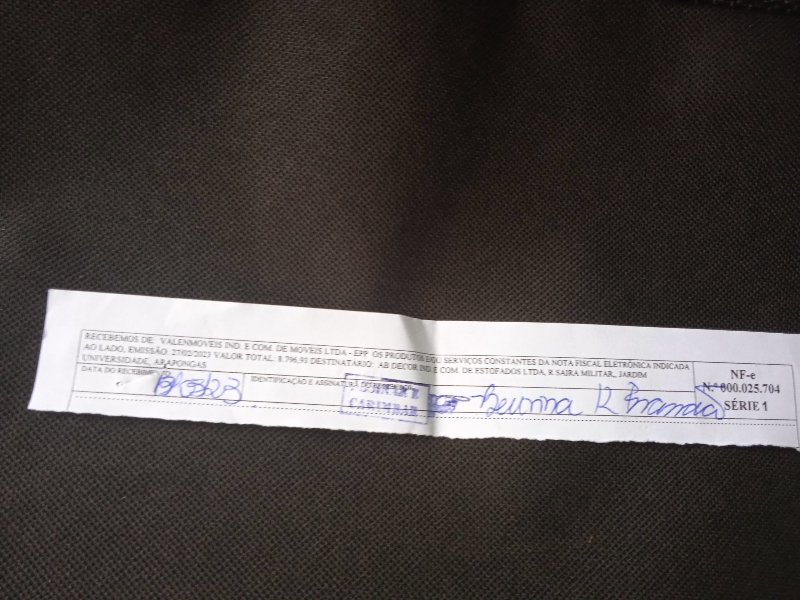 RECEBEMOS DE VALENMOVEIS IND. E COM. DE MOVEIS LTDA - EPP OS PRODUTOS E/OU SERVIÇOS CONSTANTES DA NOTA FISCAL ELETRÔNICA INDICADA
AO LADO. EMISSÃO: 27/02/2023 VALOR TOTAL: 8.796,93 DESTINATÁRIO: AB DECOR IND. E COM. DE ESTOFADOS LTDA, R SAIRA MILITAR, JARDIM
UNIVERSIDADE, ARAPONGAS
NF-e
N.º 000.025.704
SÉRIE 1
DATA DO RECEBIMENTO
IDENTIFICAÇÃO E ASSINATURA DO
CARIMBAR